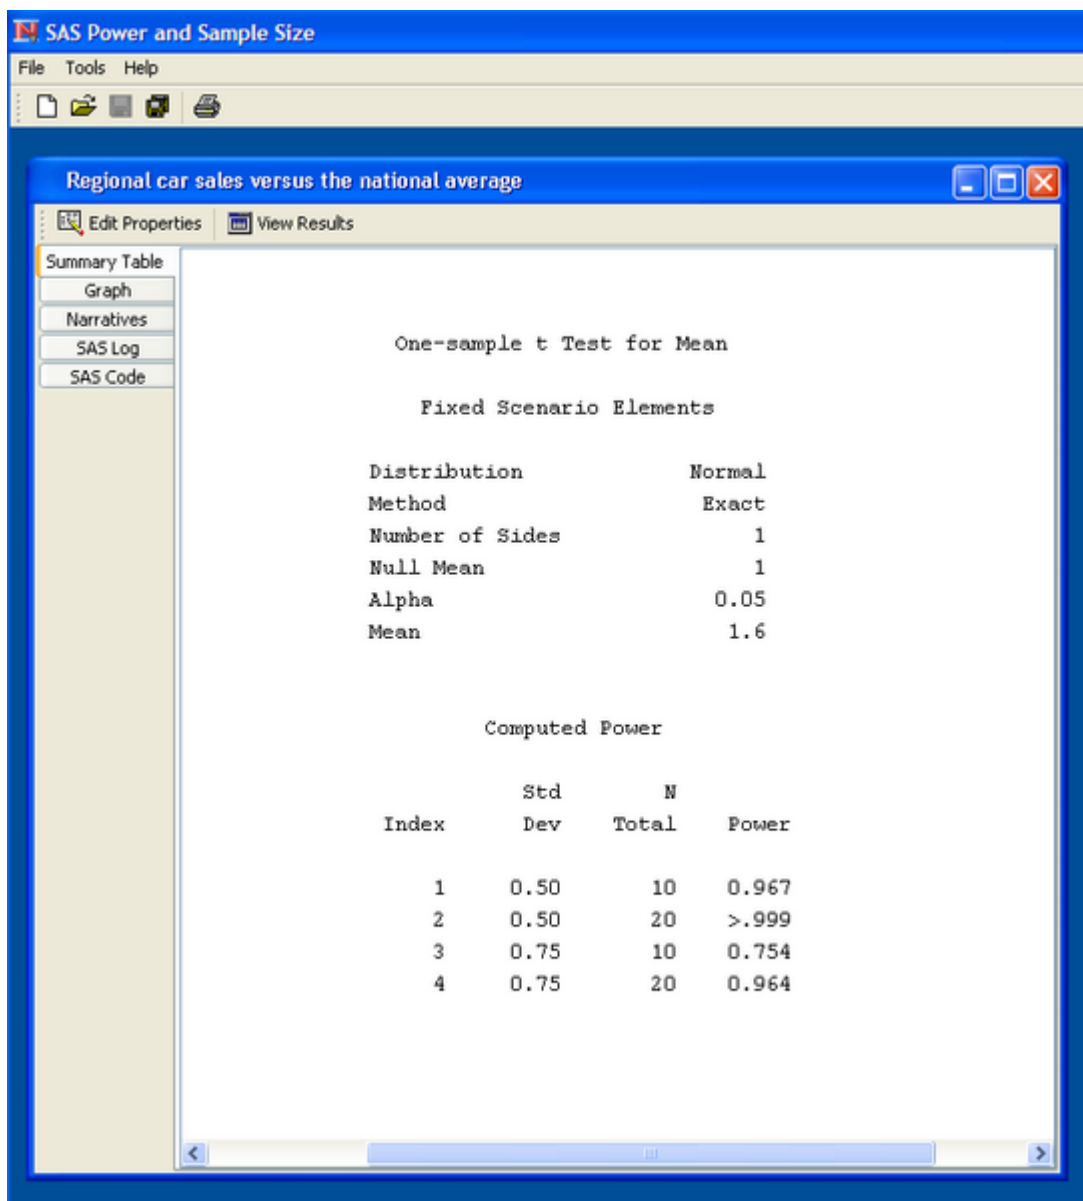 SAS Power and Sample Size
File Tools Help
Regional car sales versus the national average
Edit Properties View Results
Summary Table
Graph
Narratives
SAS Log
SAS Code
One-sample t Test for Mean
Fixed Scenario Elements
Distribution Normal
Method Exact
Number of Sides 1
Null Mean 1
Alpha 0.05
Mean 1.6
Computed Power
Std N
Index Dev Total Power
1 0.50 10 0.967
2 0.50 20 >.999
3 0.75 10 0.754
4 0.75 20 0.964